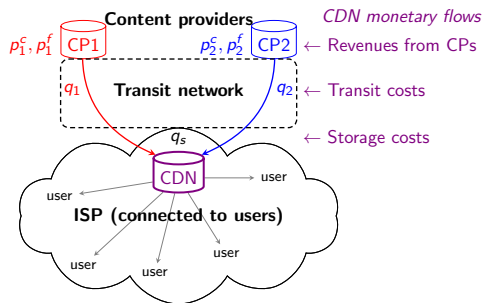 Content providers
CDN monetary flows
p₁ᶜ, p₁ᶠ CP1
p₂ᶜ, p₂ᶠ CP2
← Revenues from CPs
q₁ Transit network q₂
← Transit costs
qₛ
← Storage costs
CDN
user
user
ISP (connected to users)
user
user
user